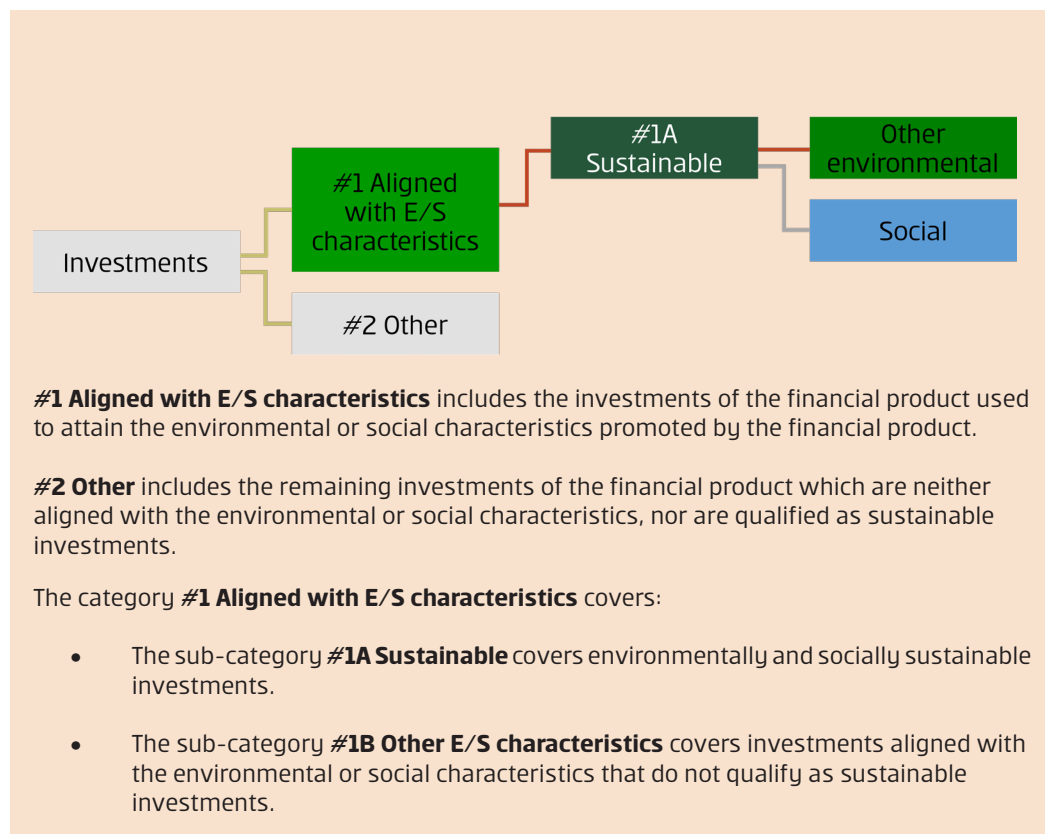 #1A
Sustainable
Other
environmental
#1 Aligned
with E/S
characteristics
Social
Investments
#2 Other
#1 Aligned with E/S characteristics includes the investments of the financial product used
to attain the environmental or social characteristics promoted by the financial product.
#2 Other includes the remaining investments of the financial product which are neither
aligned with the environmental or social characteristics, nor are qualified as sustainable
investments.
The category #1 Aligned with E/S characteristics covers:
• The sub-category #1A Sustainable covers environmentally and socially sustainable
investments.
• The sub-category #1B Other E/S characteristics covers investments aligned with
the environmental or social characteristics that do not qualify as sustainable
investments.